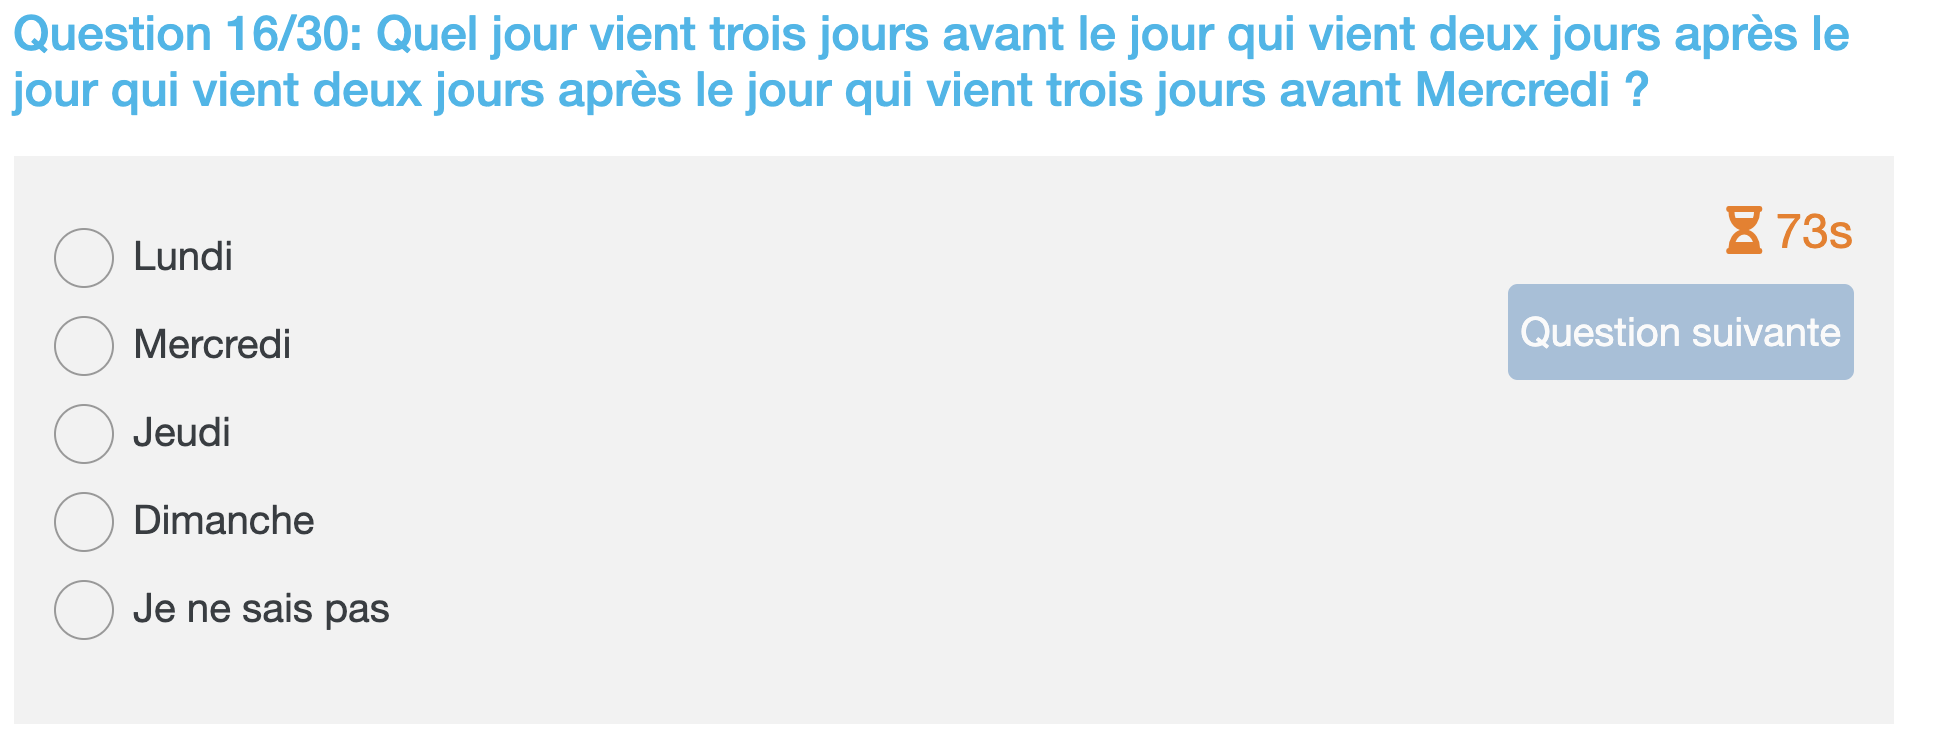 Question 16/30: Quel jour vient trois jours avant le jour qui vient deux jours après le
jour qui vient deux jours après le jour qui vient trois jours avant Mercredi ?
73s
Lundi
Question suivante
Mercredi
Jeudi
Dimanche
Je ne sais pas